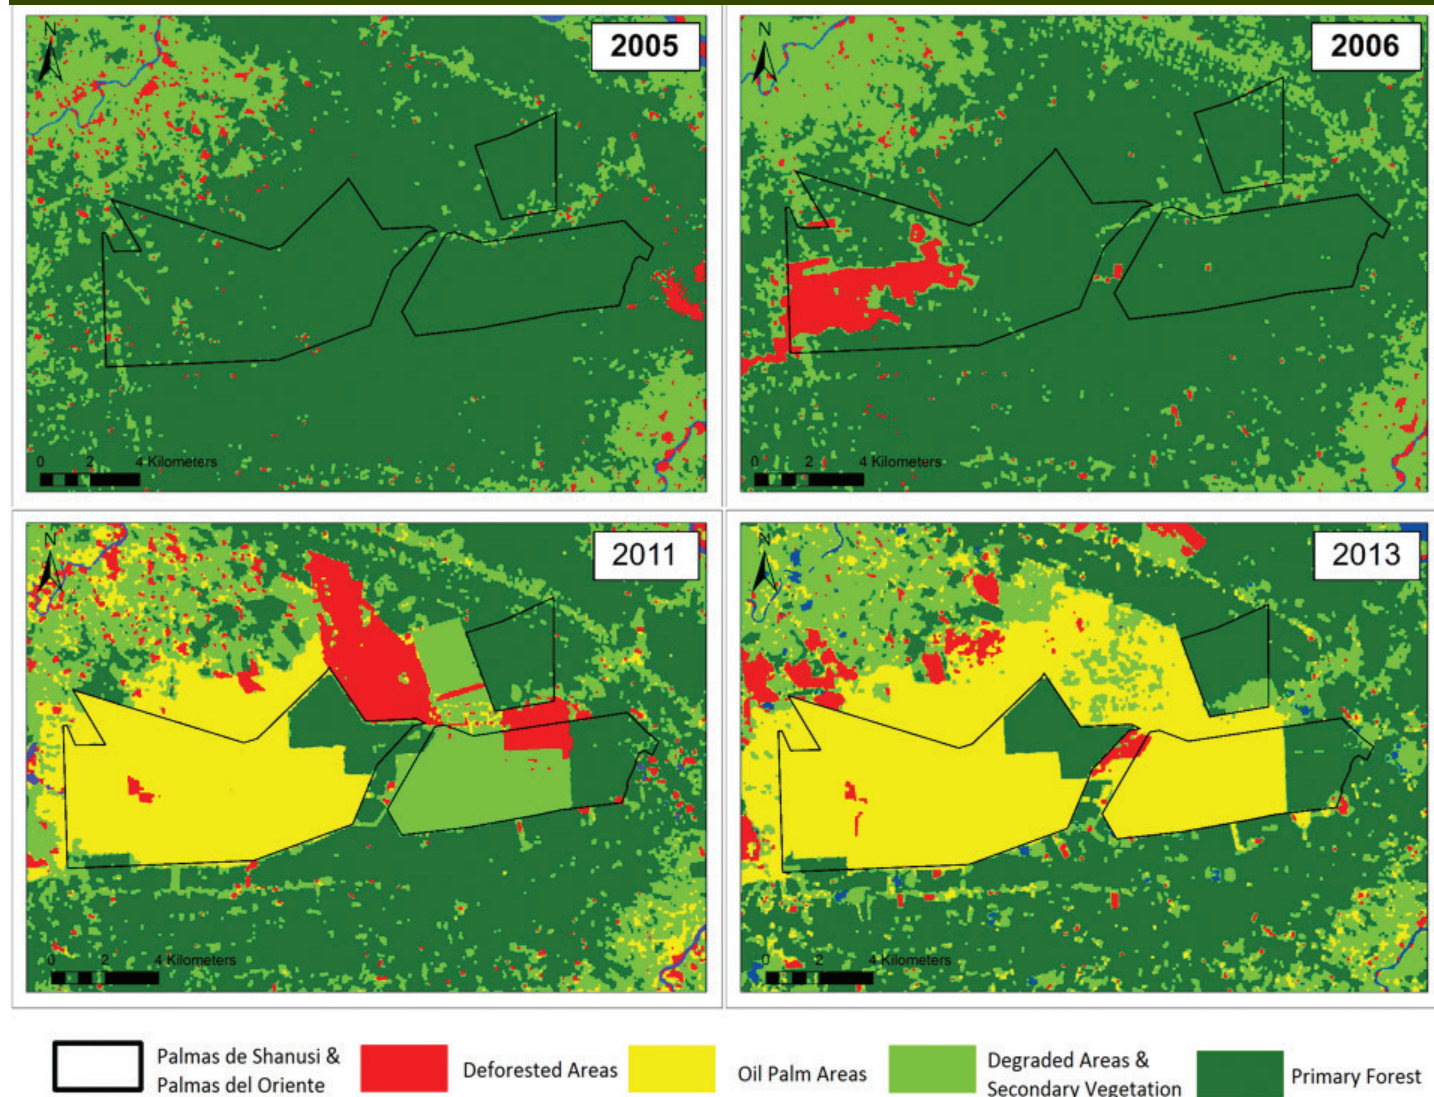 N
2005
0 2 4 Kilometers
N
2006
0 2 4 Kilometers
N
2011
0 2 4 Kilometers
N
2013
0 2 4 Kilometers
Palmas de Shanusi &
Palmas del Oriente
Deforested Areas
Oil Palm Areas
Degraded Areas &
Secondary Vegetation
Primary Forest